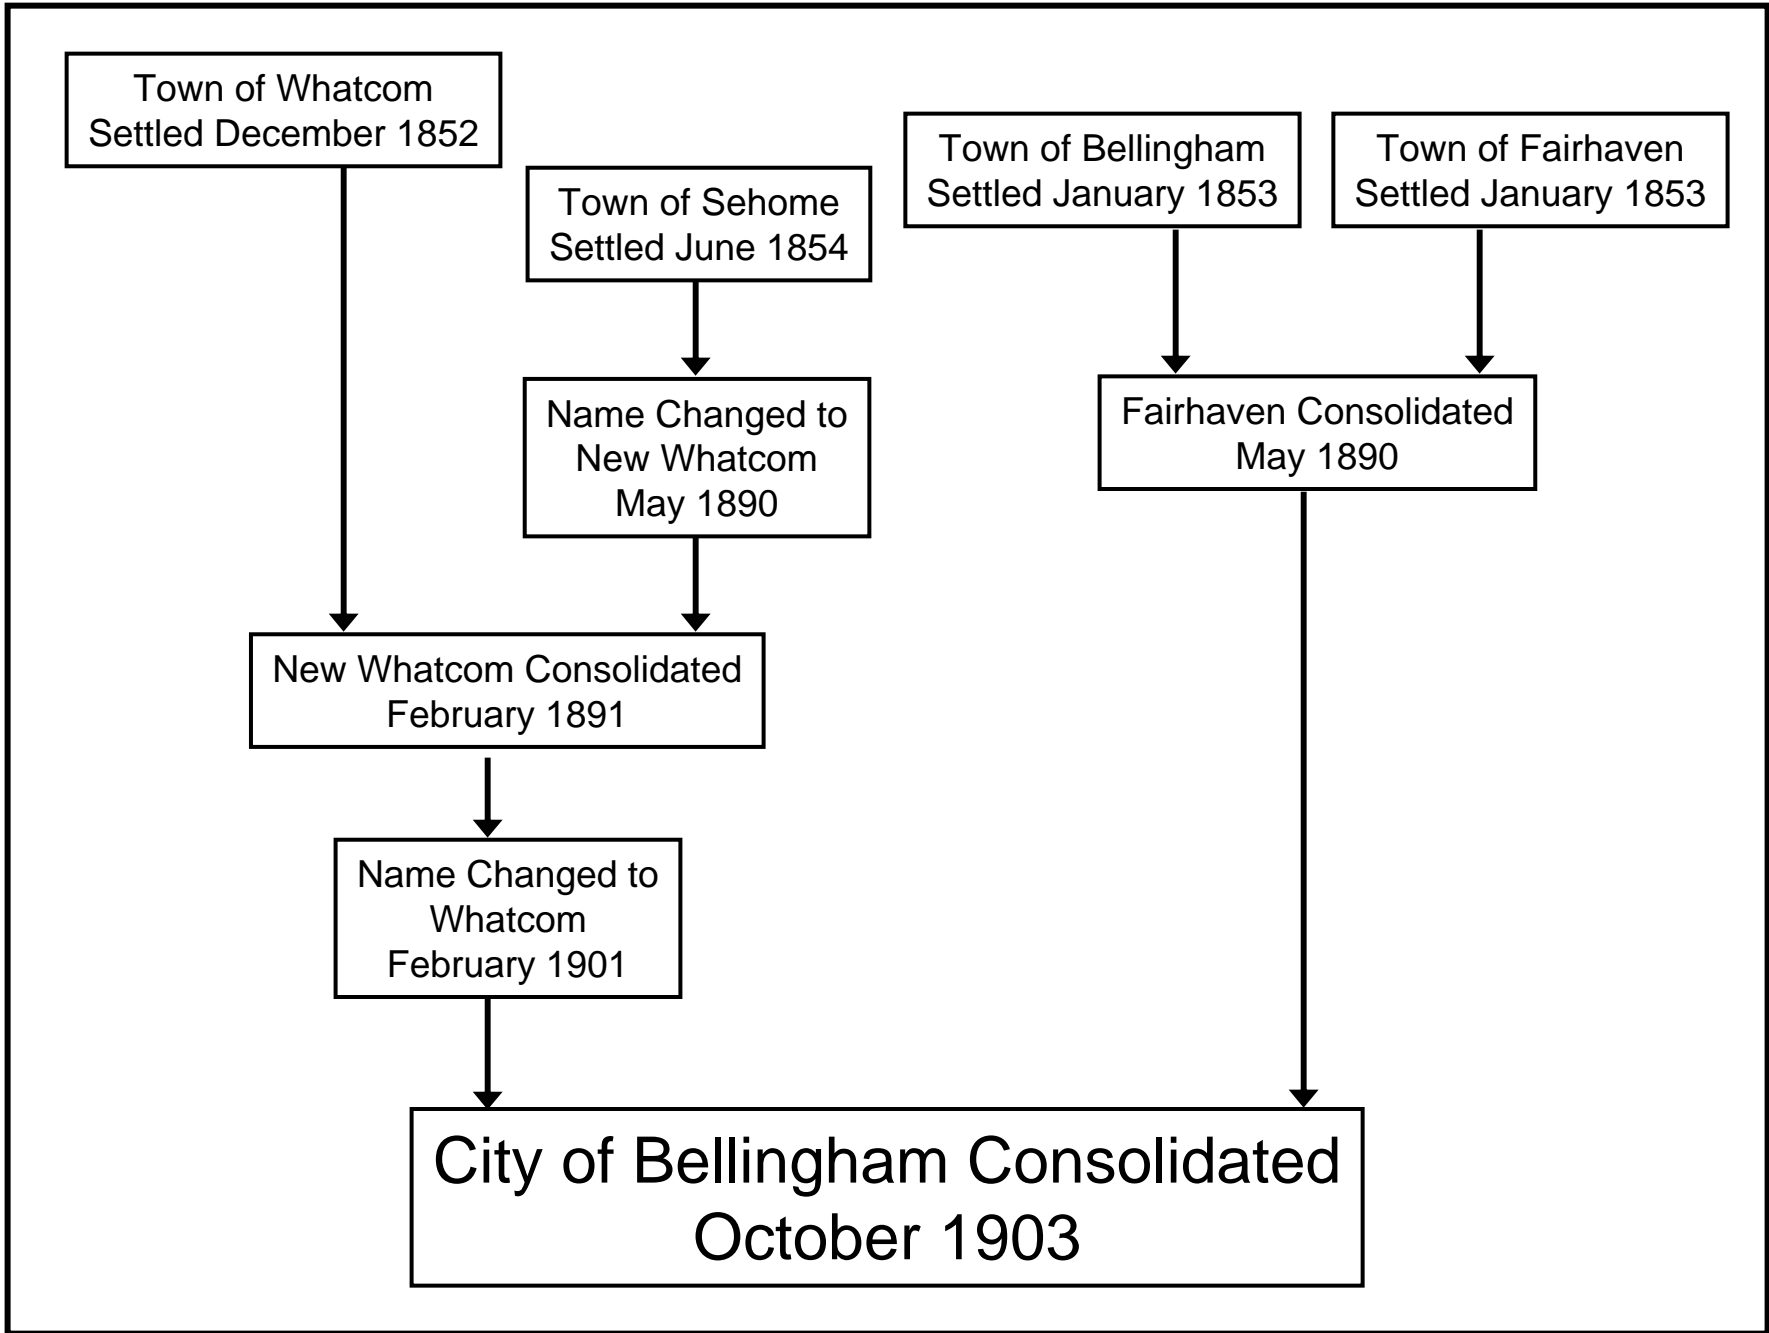 Town of Whatcom
Settled December 1852
Town of Sehome
Settled June 1854
Town of Bellingham
Settled January 1853
Town of Fairhaven
Settled January 1853
Name Changed to
New Whatcom
May 1890
Fairhaven Consolidated
May 1890
New Whatcom Consolidated
February 1891
Name Changed to
Whatcom
February 1901
City of Bellingham Consolidated
October 1903